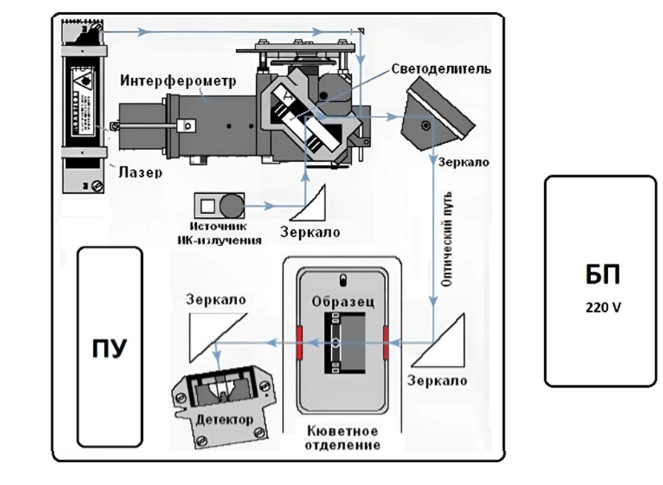 Интерферометр
Светоделитель
Лазер
Зеркало
Источник
ИК-излучения
Зеркало
Оптический путь
БП
220 V
ПУ
Зеркало
Образец
Зеркало
Детектор
Кюветное
отделение